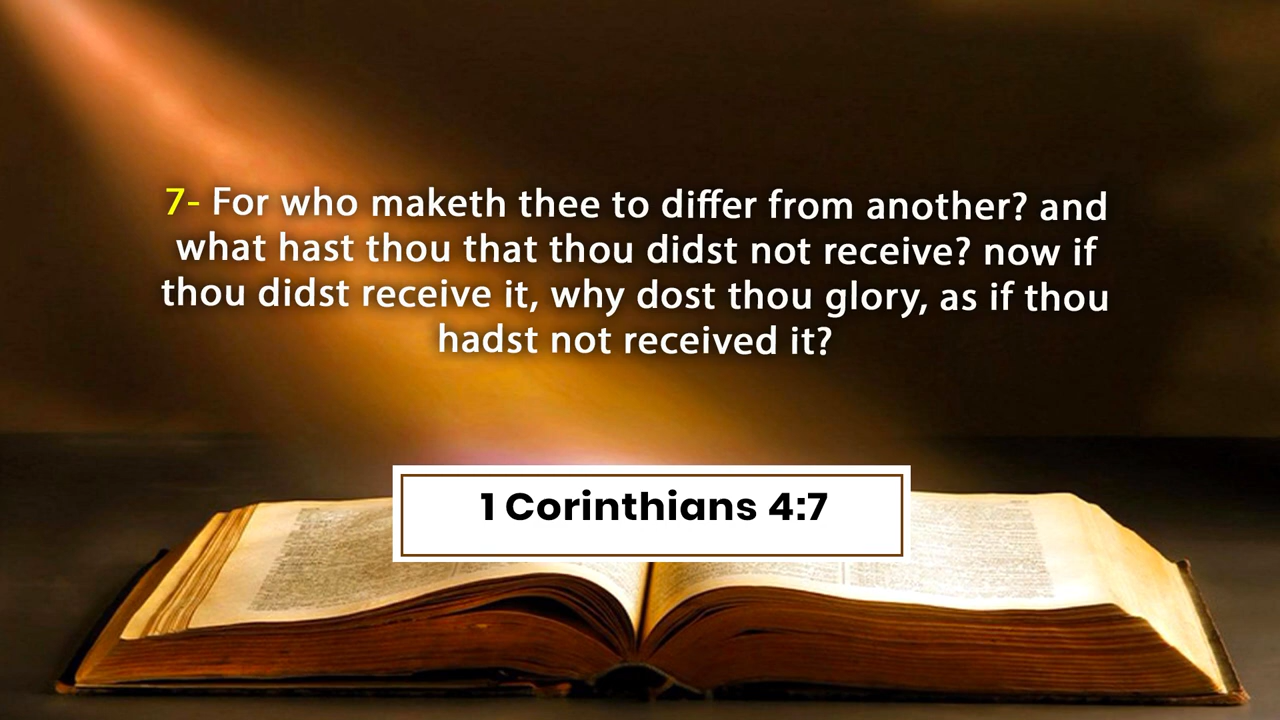 7- For who maketh thee to differ from another? and
what hast thou that thou didst not receive? now if
thou didst receive it, why dost thou glory, as if thou
hadst not received it?
1 Corinthians 4:7